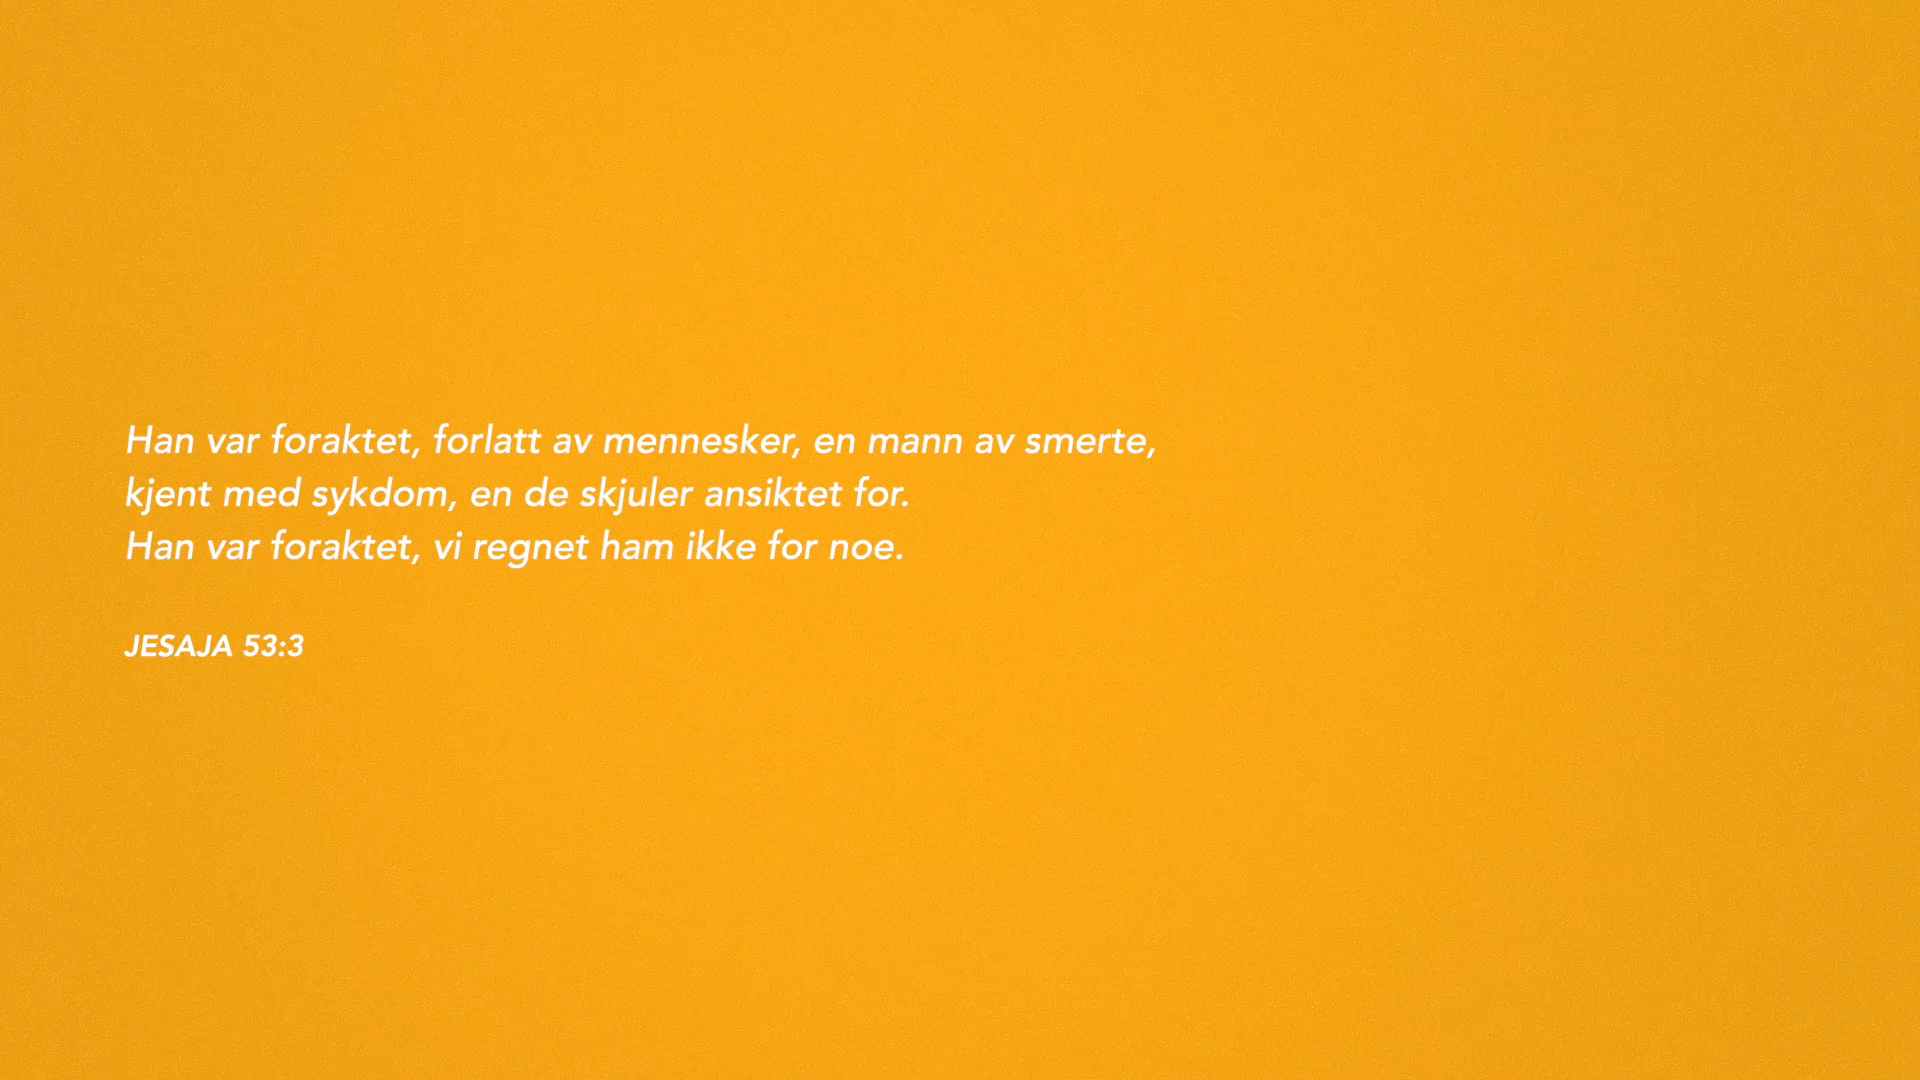 Han var foraktet, forlatt av mennesker, en mann av smerte,
kjent med sykdom, en de skjuler ansiktet for.
Han var foraktet, vi regnet ham ikke for noe.
JESAJA 53:3